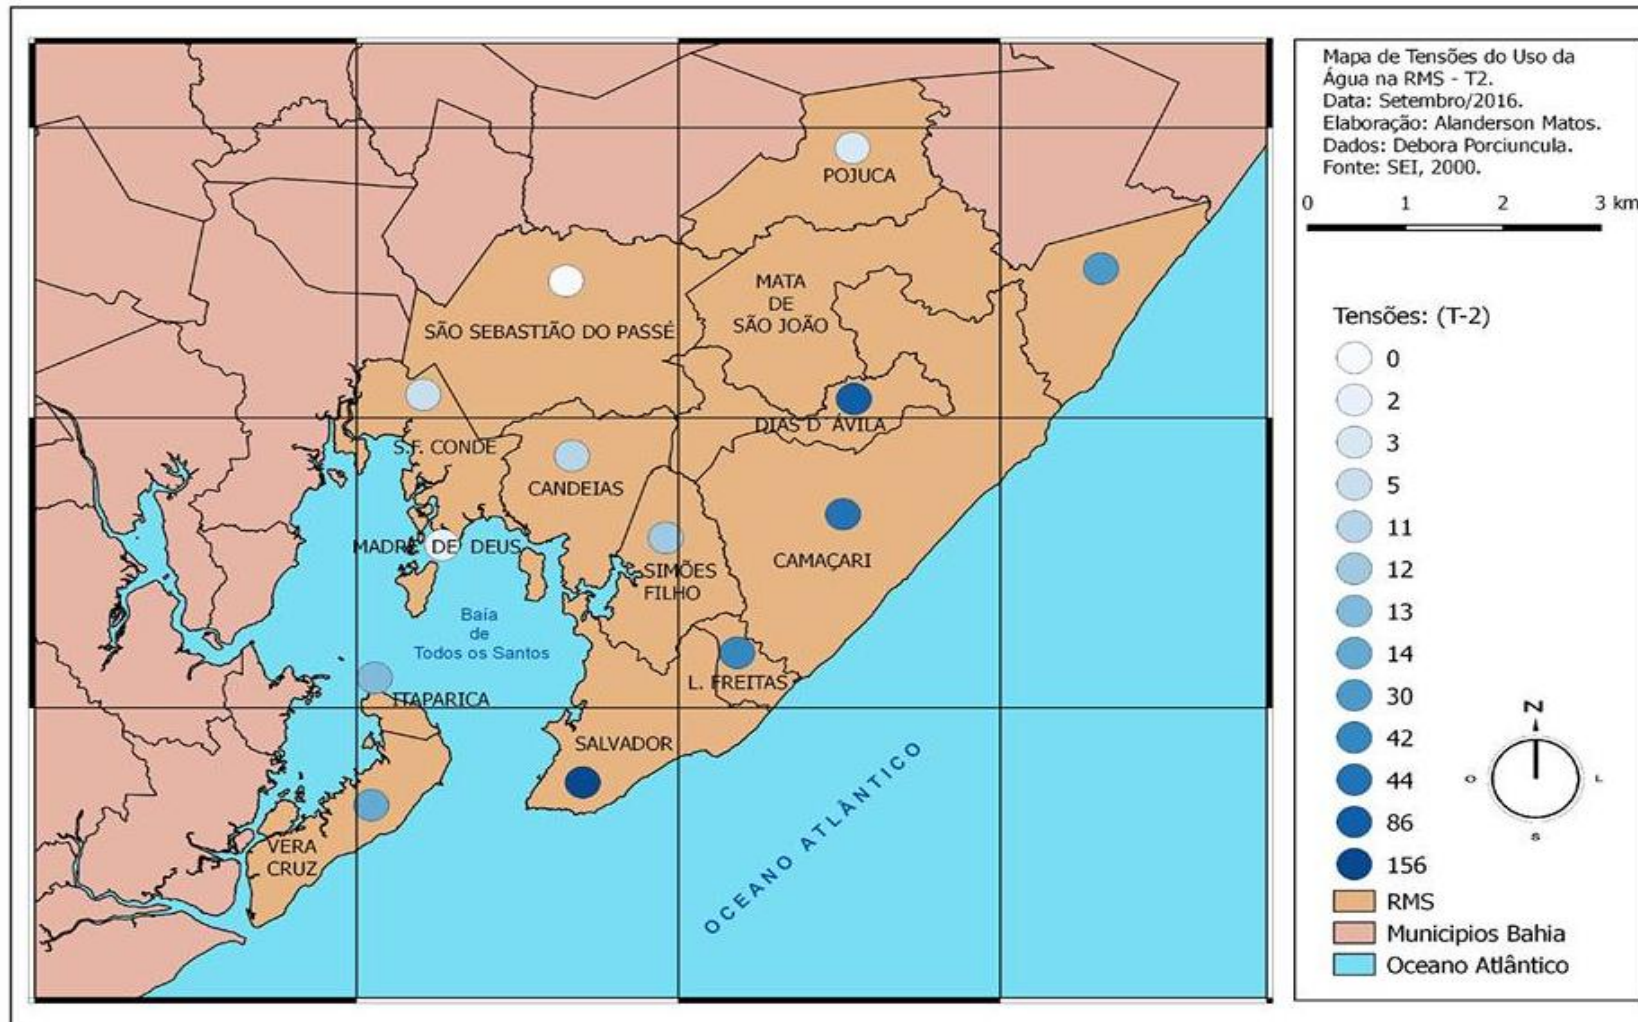 Mapa de Tensões do Uso da
Água na RMS - T2.
Data: Setembro/2016.
Elaboração: Alanderson Matos.
Dados: Debora Porciuncula.
Fonte: SEI, 2000.
0 1 2 3 km
Tensões: (T-2)
0
2
3
5
11
12
13
14
30
42
44
86
156
RMS
Municipios Bahia
Oceano Atlântico
N
O L
S
POJUCA
MATA
DE
SÃO JOÃO
SÃO SEBASTIÃO DO PASSÉ
DIAS D´ÁVILA
S.F. CONDE
CANDEIAS
MADRE DE DEUS
CAMAÇARI
SIMÕES
FILHO
Baía
de
Todos os Santos
L. FREITAS
ITAPARICA
SALVADOR
VERA
CRUZ
OCEANO ATLÂNTICO